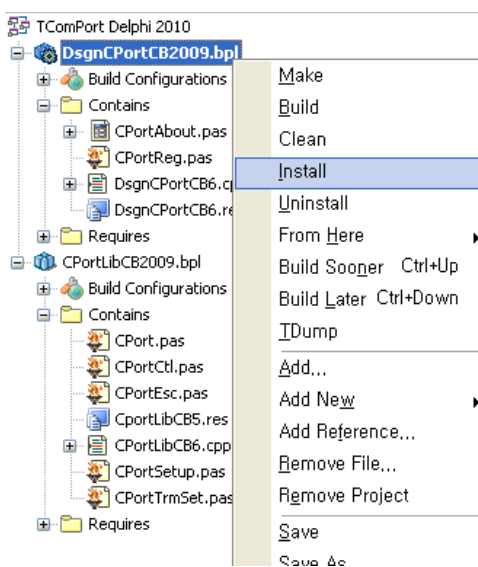 TComPort Delphi 2010
DsgnCPortCB2009.bpl
Build Configurations
Contains
CPortAbout.pas
CPortReg.pas
DsgnCPortCB6.c
DsgnCPortCB6.re
Requires
CPortLibCB2009.bpl
Build Configurations
Contains
CPort.pas
CPortCtl.pas
CPortEsc.pas
CportLibCB5.res
CPortLibCB6.cpp
CPortSetup.pas
CPortTrmSet.pas
Requires
Make
Build
Clean
Install
Uninstall
From Here
Build Sooner Ctrl+Up
Build Later Ctrl+Down
TDump
Add...
Add New
Add Reference...
Remove File...
Remove Project
Save
Save As